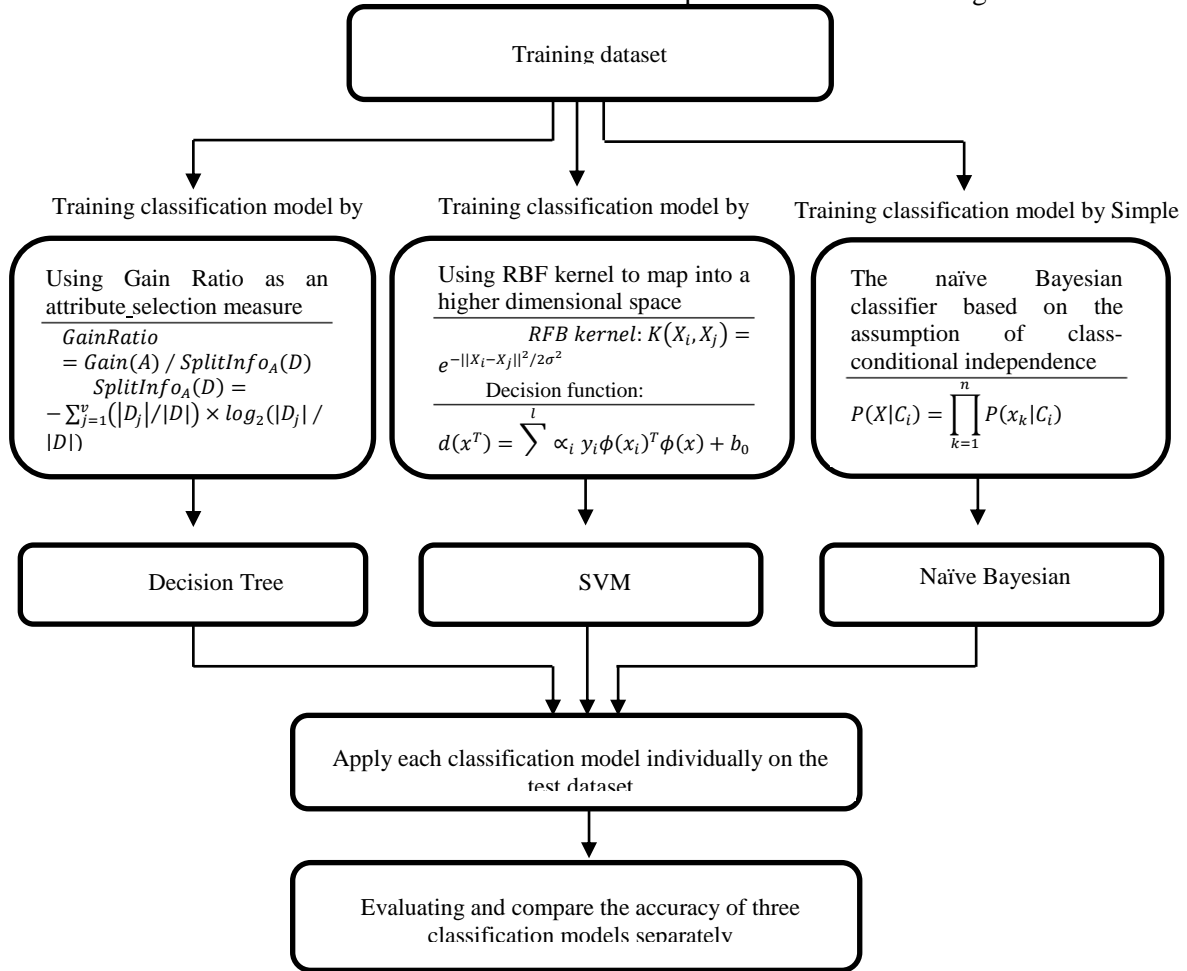 Training dataset
Training classification model by
Using Gain Ratio as an
attribute selection measure
GainRatio
= Gain(A) / SplitInfo_A(D)
SplitInfo_A(D) =
−∑_{j=1}^{v}(|D_j|/|D|) × log_2(|D_j| /
|D|)
Decision Tree
Training classification model by
Using RBF kernel to map into a
higher dimensional space
RFB kernel: K(X_i, X_j) =
e^{−||X_i−X_j||^2/2σ^2}
Decision function:
d(x^T) = ∑^{l} ∝_i y_i ϕ(x_i)^T ϕ(x) + b_0
SVM
Training classification model by Simple
The naïve Bayesian
classifier based on the
assumption of class-
conditional independence
P(X|C_i) = ∏_{k=1}^{n} P(x_k|C_i)
Naïve Bayesian
Apply each classification model individually on the
test dataset
Evaluating and compare the accuracy of three
classification models separately